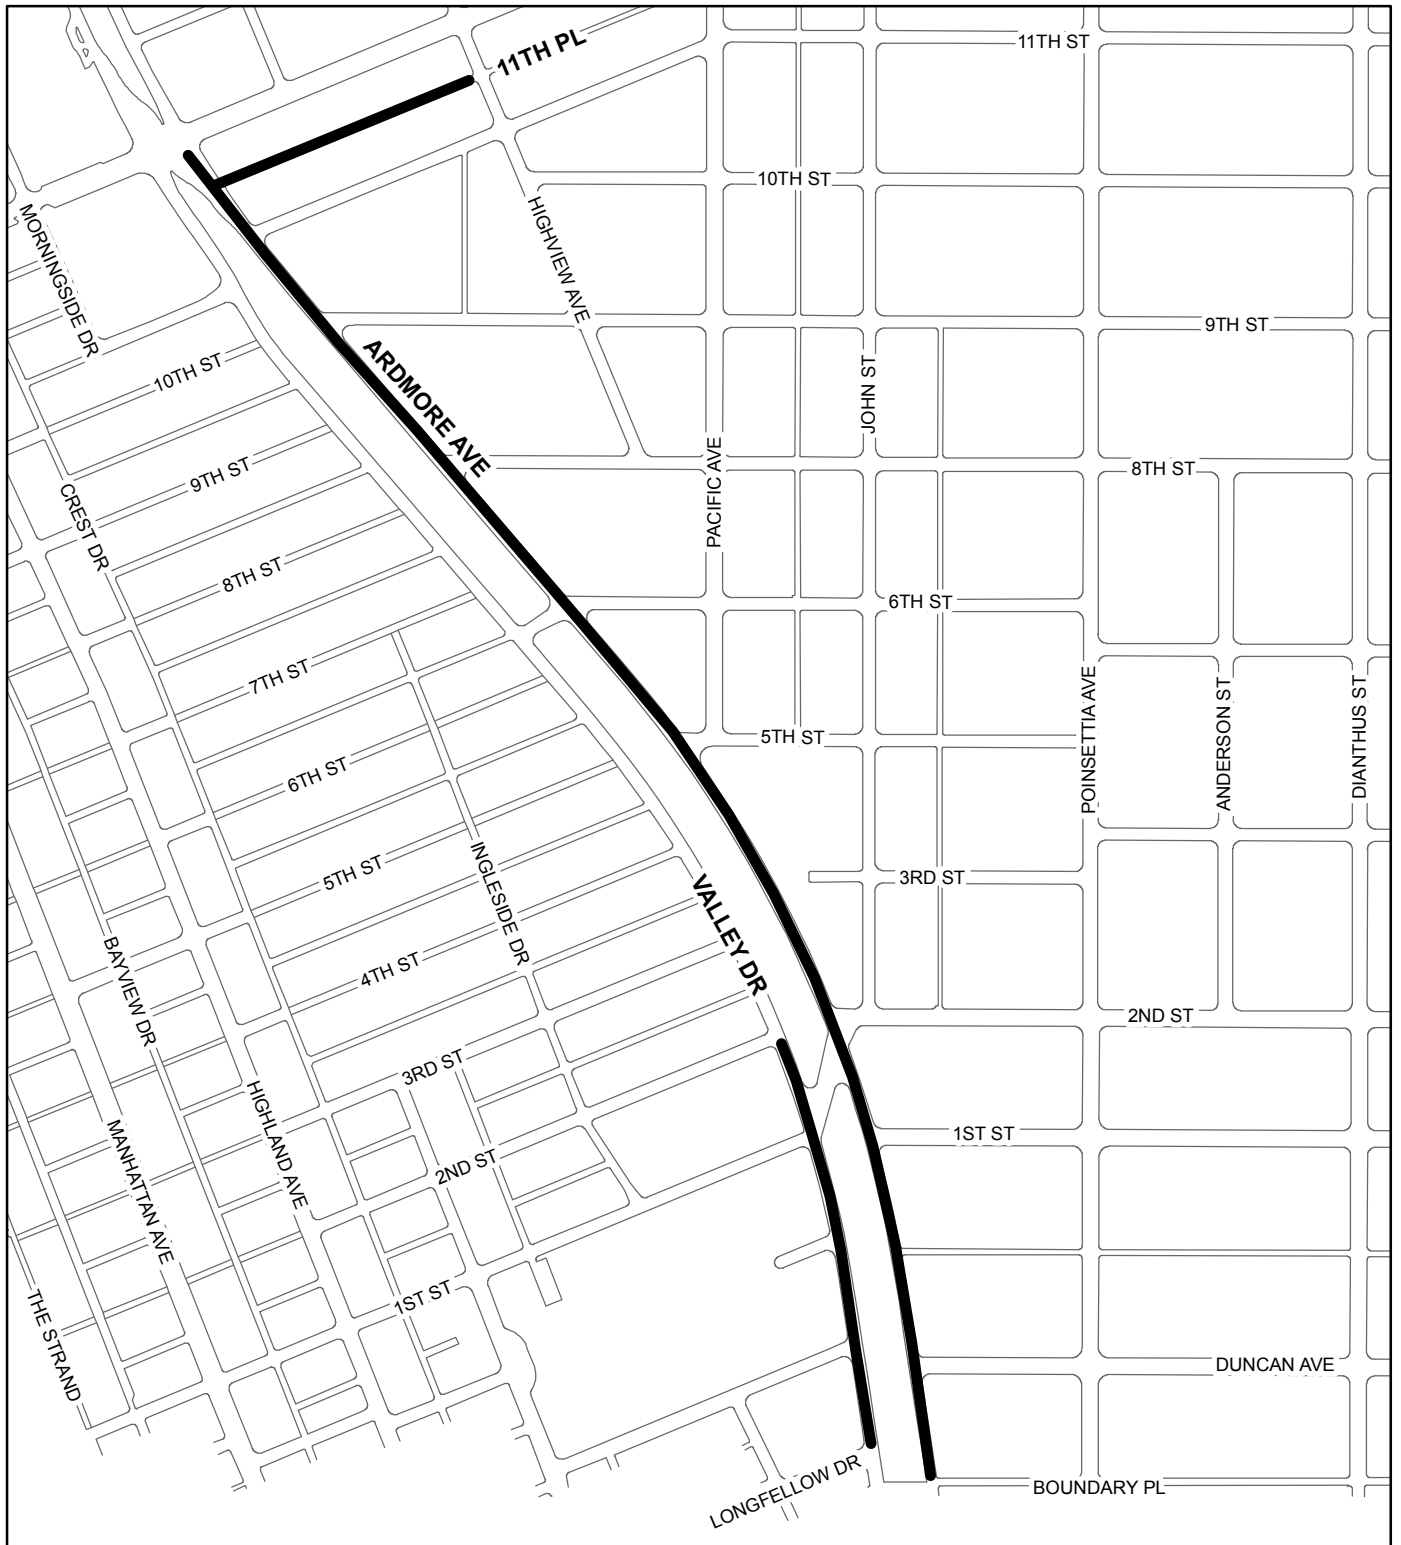 11TH PL
11TH ST
10TH ST
MORNINGSIDE DR
HIGHVIEW AVE
9TH ST
ARDMORE AVE
JOHN ST
10TH ST
PACIFIC AVE
8TH ST
9TH ST
CREST DR
8TH ST
6TH ST
7TH ST
POINSETTIA AVE
ANDERSON ST
DIANTHUS ST
5TH ST
6TH ST
INGLESIDE DR
5TH ST
3RD ST
VALLEY DR
BAYVIEW DR
4TH ST
2ND ST
3RD ST
HIGHLAND AVE
MANHATTAN AVE
1ST ST
2ND ST
THE STRAND
1ST ST
DUNCAN AVE
LONGFELLOW DR
BOUNDARY PL